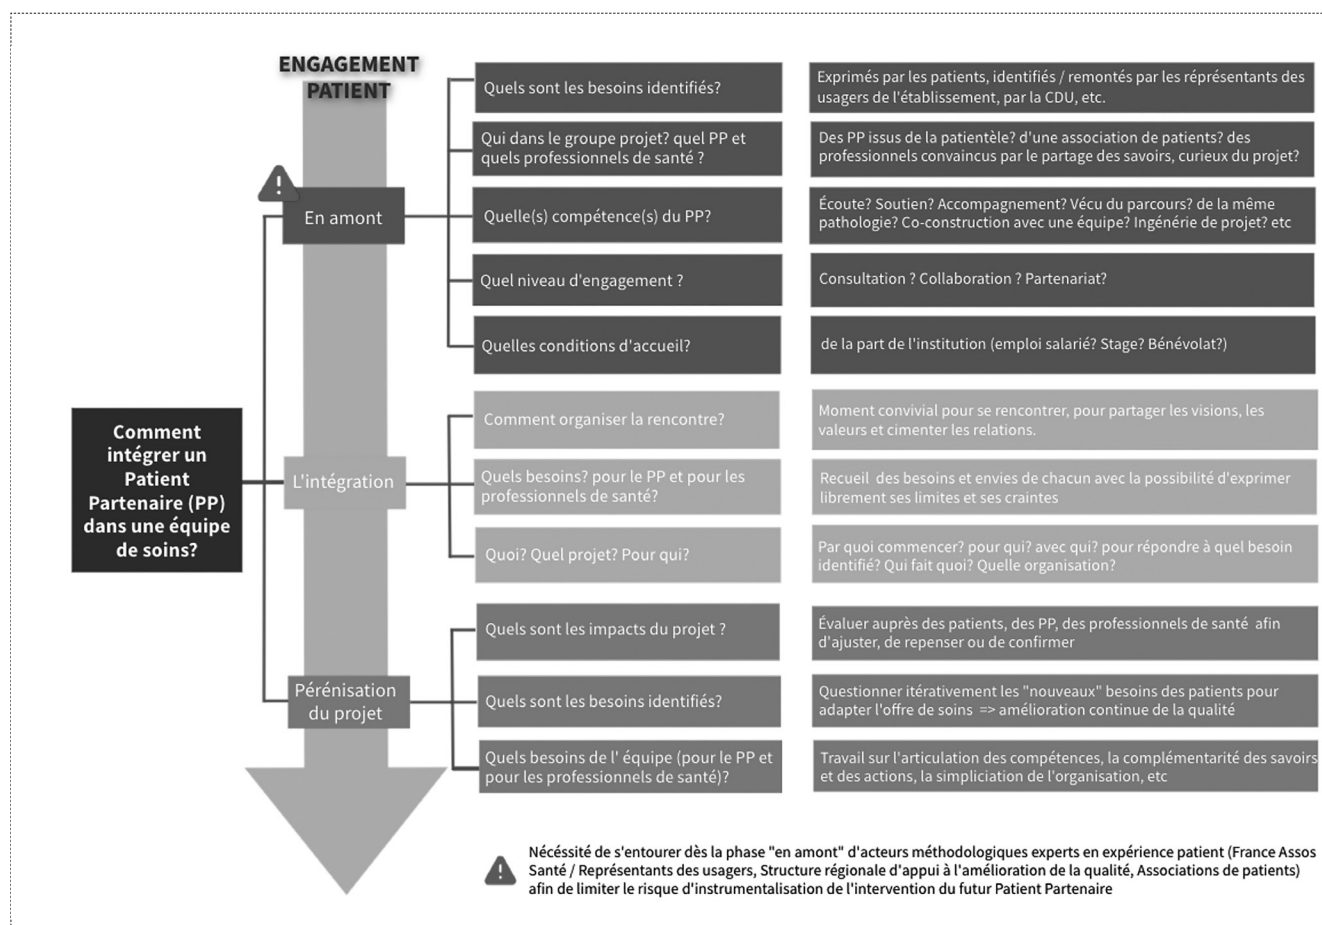 ENGAGEMENT
PATIENT
Comment
intégrer un
Patient
Partenaire (PP)
dans une équipe
de soins?
En amont
Quels sont les besoins identifiés?
Exprimés par les patients, identifiés / remontés par les réprésentants des
usagers de l'établissement, par la CDU, etc.
Qui dans le groupe projet? quel PP et
quels professionnels de santé ?
Des PP issus de la patientèle? d'une association de patients? des
professionnels convaincus par le partage des savoirs, curieux du projet?
Quelle(s) compétence(s) du PP?
Écoute? Soutien? Accompagnement? Vécu du parcours? de la même
pathologie? Co-construction avec une équipe? Ingénérie de projet? etc
Quel niveau d'engagement ?
Consultation ? Collaboration ? Partenariat?
Quelles conditions d'accueil?
de la part de l'institution (emploi salarié? Stage? Bénévolat?)
L'intégration
Comment organiser la rencontre?
Moment convivial pour se rencontrer, pour partager les visions, les
valeurs et cimenter les relations.
Quels besoins? pour le PP et pour les
professionnels de santé?
Recueil des besoins et envies de chacun avec la possibilité d'exprimer
librement ses limites et ses craintes
Quoi? Quel projet? Pour qui?
Par quoi commencer? pour qui? avec qui? pour répondre à quel besoin
identifié? Qui fait quoi? Quelle organisation?
Pérénisation
du projet
Quels sont les impacts du projet ?
Évaluer auprès des patients, des PP, des professionnels de santé afin
d'ajuster, de repenser ou de confirmer
Quels sont les besoins identifiés?
Questionner itérativement les "nouveaux" besoins des patients pour
adapter l'offre de soins => amélioration continue de la qualité
Quels besoins de l' équipe (pour le PP et
pour les professionnels de santé)?
Travail sur l'articulation des compétences, la complémentarité des savoirs
et des actions, la simpliciation de l'organisation, etc
Nécéssité de s'entourer dès la phase "en amont" d'acteurs méthodologiques experts en expérience patient (France Assos
Santé / Représentants des usagers, Structure régionale d'appui à l'amélioration de la qualité, Associations de patients)
afin de limiter le risque d'instrumentalisation de l'intervention du futur Patient Partenaire